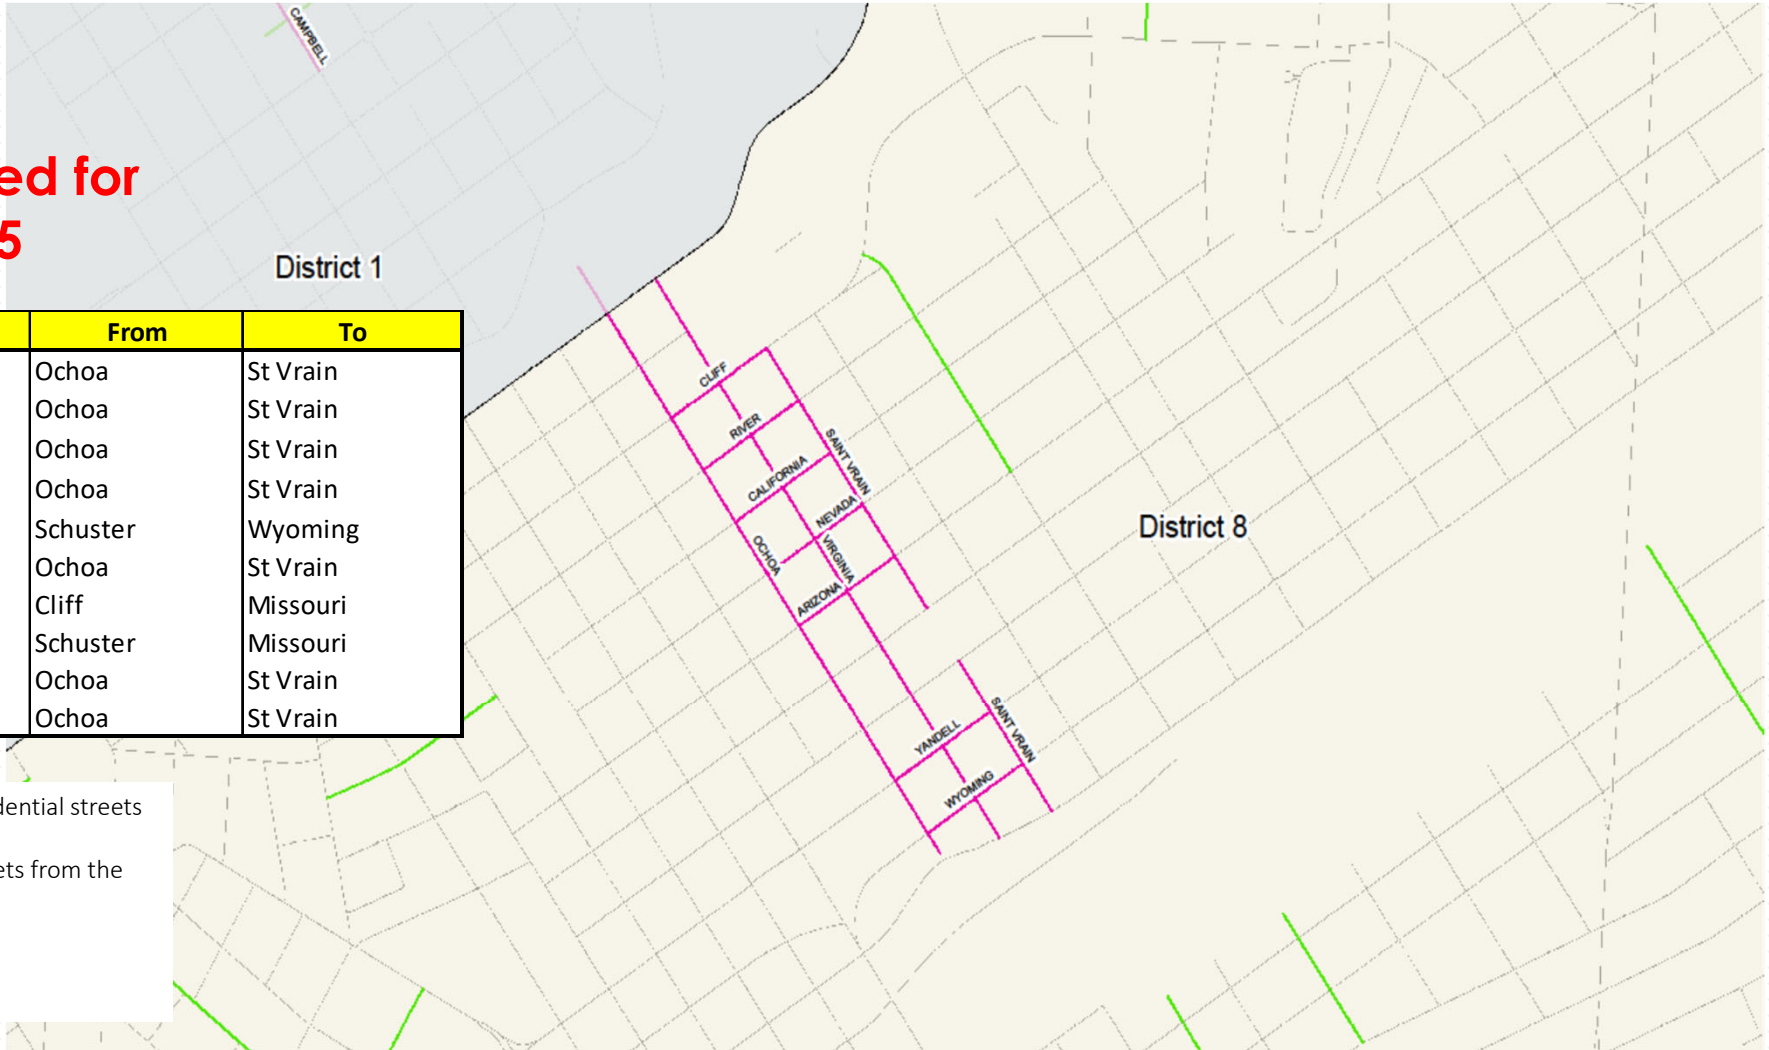 CAMPBELL
ed for
5
District 1
From To
Ochoa St Vrain
Ochoa St Vrain
Ochoa St Vrain
Ochoa St Vrain
Schuster Wyoming
Ochoa St Vrain
Cliff Missouri
Schuster Missouri
Ochoa St Vrain
Ochoa St Vrain
CLIFF
RIVER
SAINT VRAIN
CALIFORNIA
NEVADA
OCHOA
VIRGINIA
ARIZONA
District 8
YANDELL
SAINT VRAIN
WYOMING
dential streets
ets from the